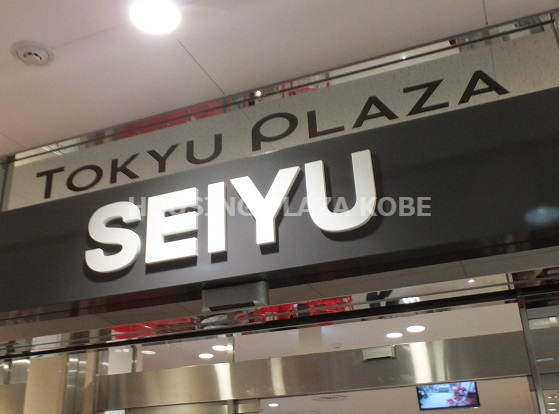 TOKYU PLAZA
SEIYU
HOUSING PLAZA KOBE